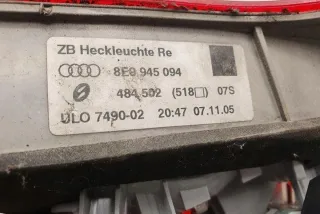 ZB Heckleuchte Re
8E9 945 094
484 502 (518□) 07S
ULO 7490-02 20:47 07.11.05